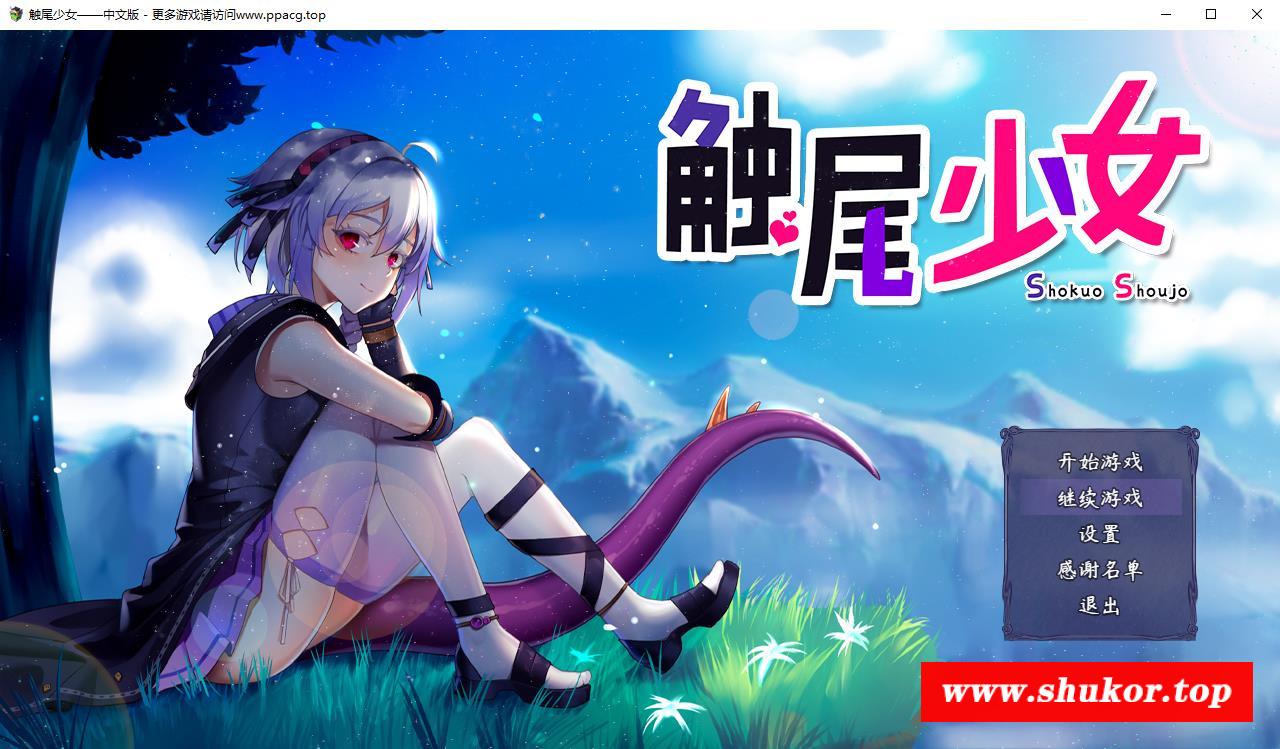 触尾少女——中文版 - 更多游戏请访问www.ppacg.top
触尾少女
Shokuo Shoujo
开始游戏
继续游戏
设置
感谢名单
退出
www.shukor.top